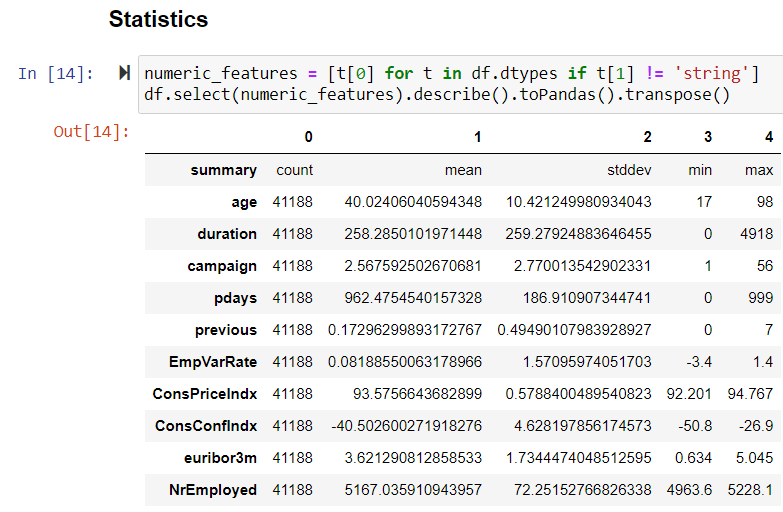 Statistics
In [14]: numeric_features = [t[0] for t in df.dtypes if t[1] != 'string']
df.select(numeric_features).describe().toPandas().transpose()
Out[14]:
0 1 2 3 4
summary count mean stddev min max
age 41188 40.02406040594348 10.421249980934043 17 98
duration 41188 258.2850101971448 259.27924883646455 0 4918
campaign 41188 2.567592502670681 2.770013542902331 1 56
pdays 41188 962.4754540157328 186.910907344741 0 999
previous 41188 0.17296299893172767 0.49490107983928927 0 7
EmpVarRate 41188 0.08188550063178966 1.57095974051703 -3.4 1.4
ConsPriceIndx 41188 93.5756643682899 0.5788400489540823 92.201 94.767
ConsConfIndx 41188 -40.502600271918276 4.628197856174573 -50.8 -26.9
euribor3m 41188 3.621290812858533 1.7344474048512595 0.634 5.045
NrEmployed 41188 5167.035910943957 72.25152766826338 4963.6 5228.1